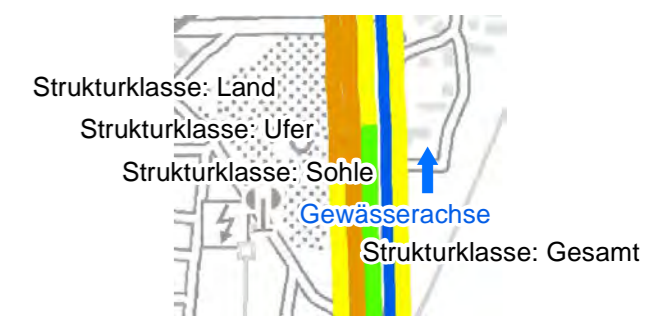 Strukturklasse: Land
Strukturklasse: Ufer
Strukturklasse: Sohle
Gewässerachse
Strukturklasse: Gesamt